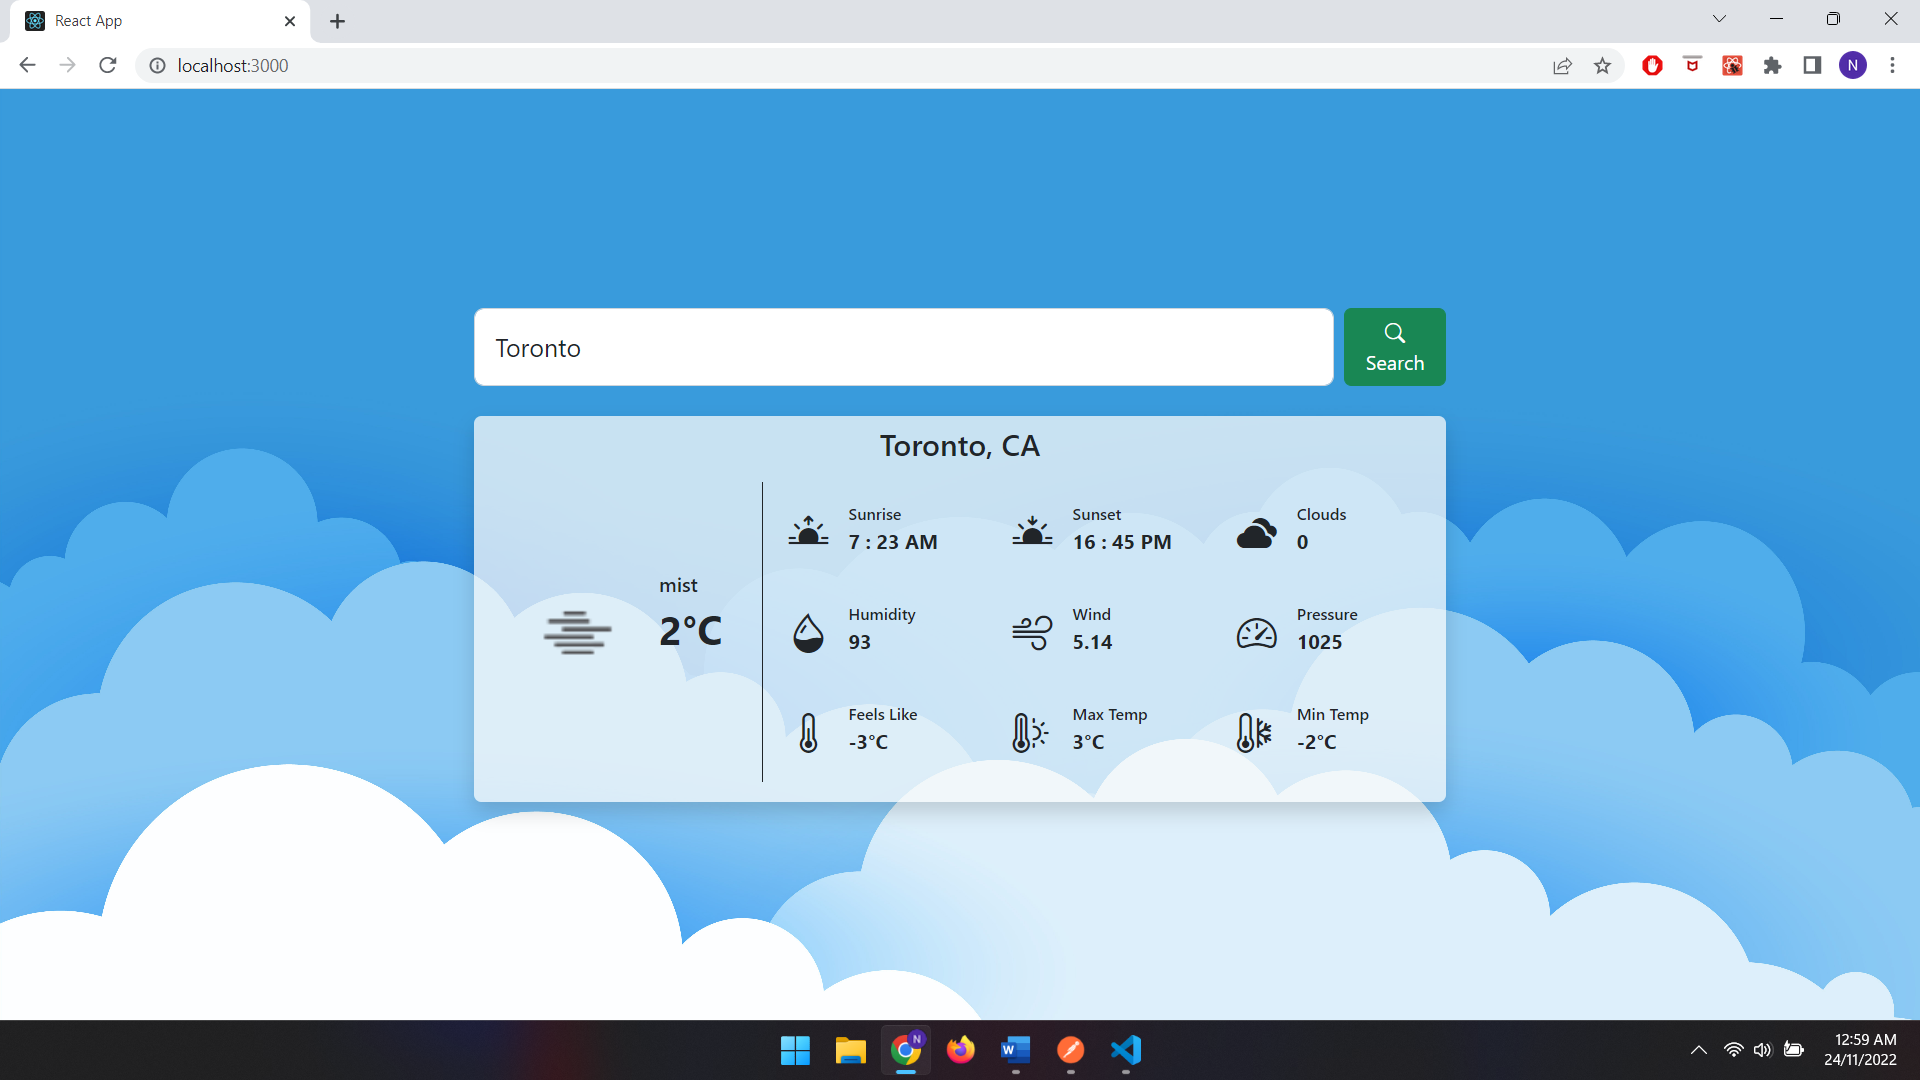 React App
localhost:3000
N
Toronto
Search
Toronto, CA
Sunrise
7 : 23 AM
Sunset
16 : 45 PM
Clouds
0
mist
2°C
Humidity
93
Wind
5.14
Pressure
1025
Feels Like
-3°C
Max Temp
3°C
Min Temp
-2°C
N
W
12:59 AM
24/11/2022